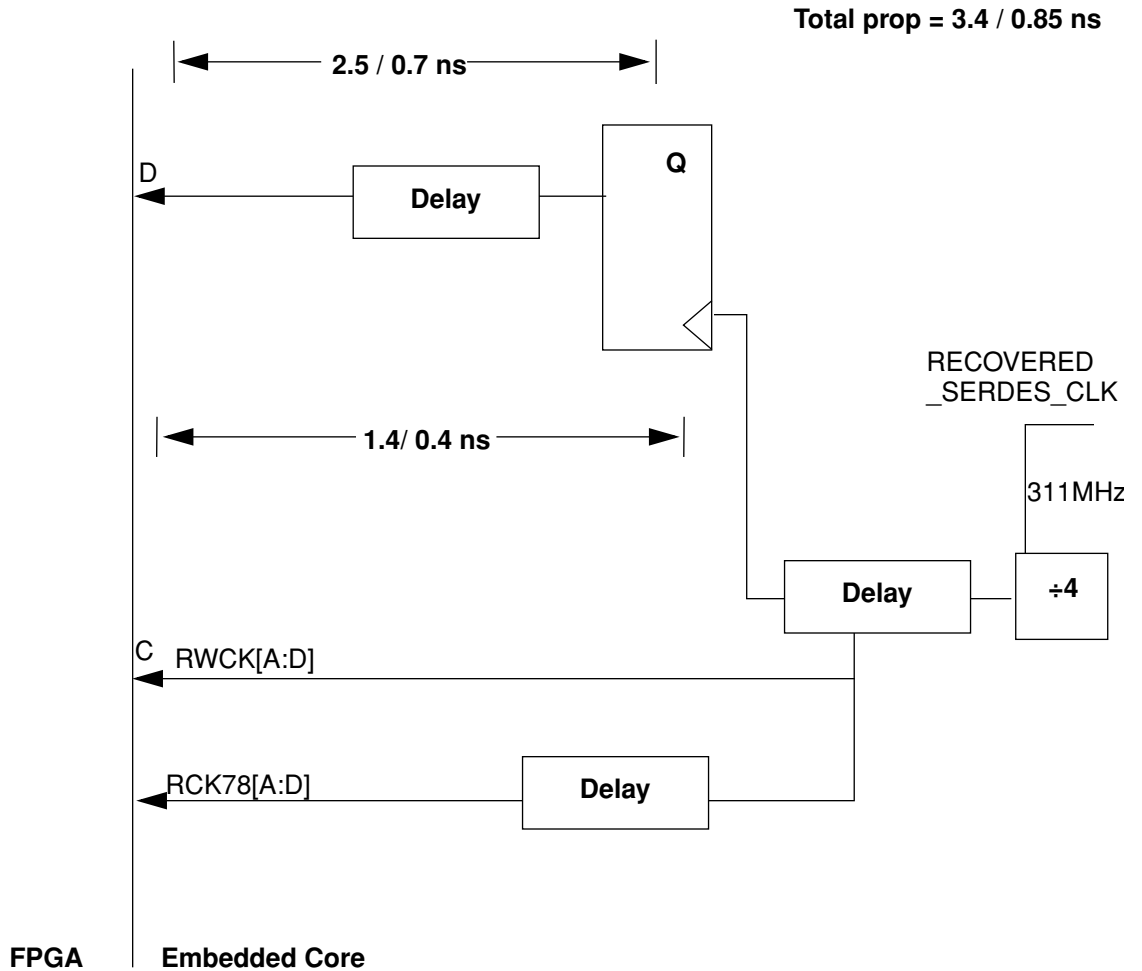 Total prop = 3.4 / 0.85 ns
2.5 / 0.7 ns
Q
D
Delay
RECOVERED
_SERDES_CLK
1.4/ 0.4 ns
311MHz
Delay
÷4
C
RWCK[A:D]
RCK78[A:D]
Delay
FPGA
Embedded Core